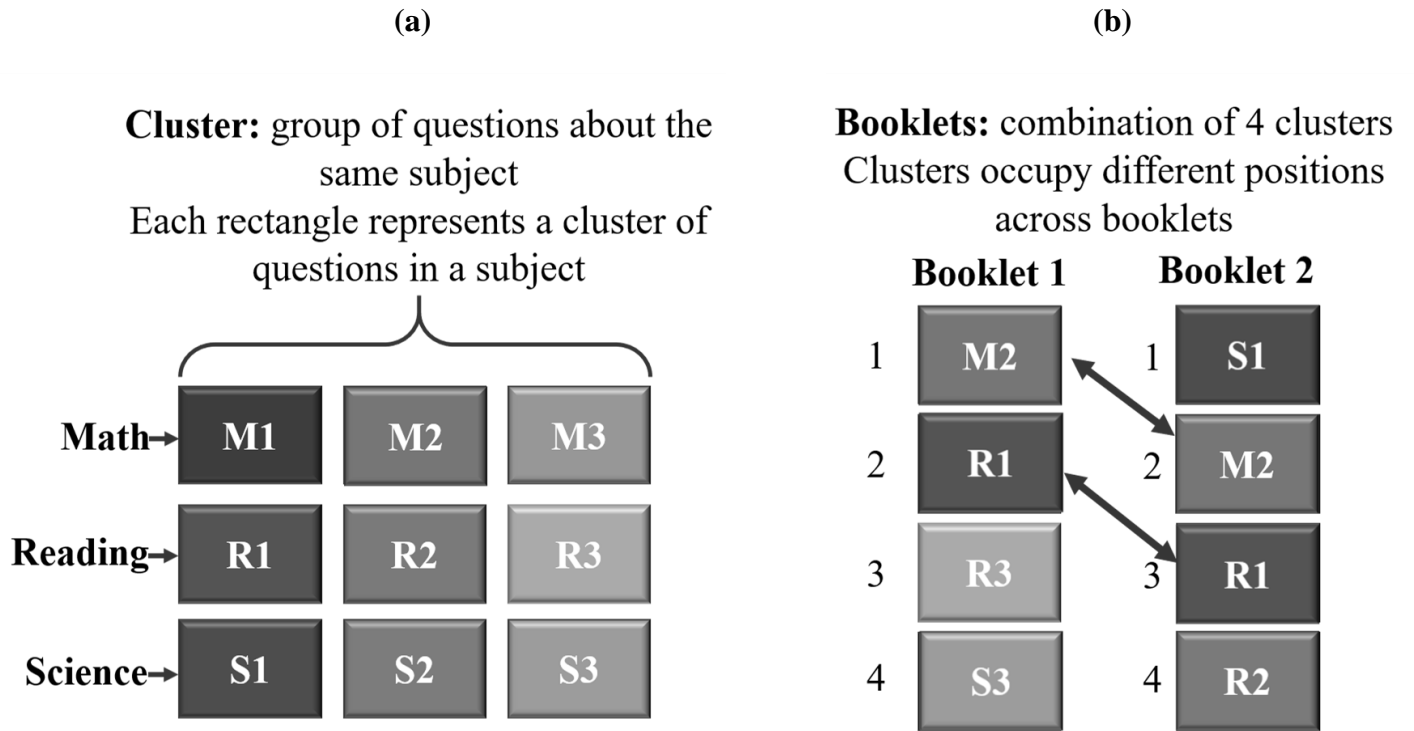 (a)
Cluster: group of questions about the
same subject
Each rectangle represents a cluster of
questions in a subject
Math M1 M2 M3
Reading R1 R2 R3
Science S1 S2 S3
(b)
Booklets: combination of 4 clusters
Clusters occupy different positions
across booklets
Booklet 1 Booklet 2
1 M2 1 S1
2 R1 2 M2
3 R3 3 R1
4 S3 4 R2